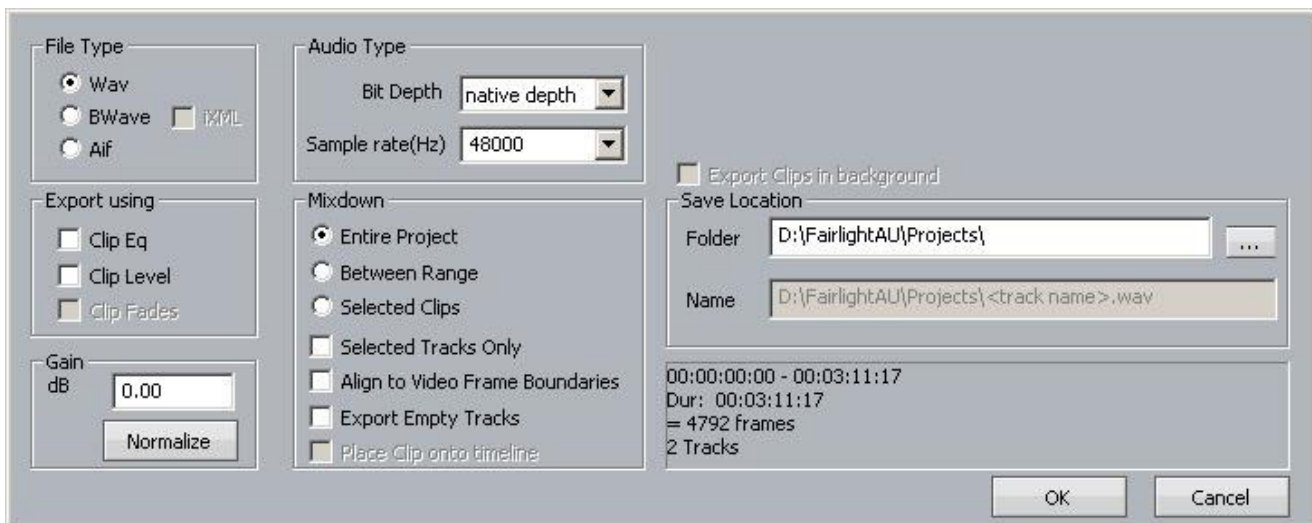 File Type
Wav
BWave
iXML
Aif
Audio Type
Bit Depth
native depth
Sample rate(Hz)
48000
Export Clips in background
Export using
Clip Eq
Clip Level
Clip Fades
Mixdown
Entire Project
Between Range
Selected Clips
Selected Tracks Only
Align to Video Frame Boundaries
Export Empty Tracks
Place Clip onto timeline
Save Location
Folder
D:\FairlightAU\Projects\
...
Name
D:\FairlightAU\Projects\<track name>.wav
Gain
dB
0.00
Normalize
00:00:00:00 - 00:03:11:17
Dur: 00:03:11:17
= 4792 frames
2 Tracks
OK
Cancel